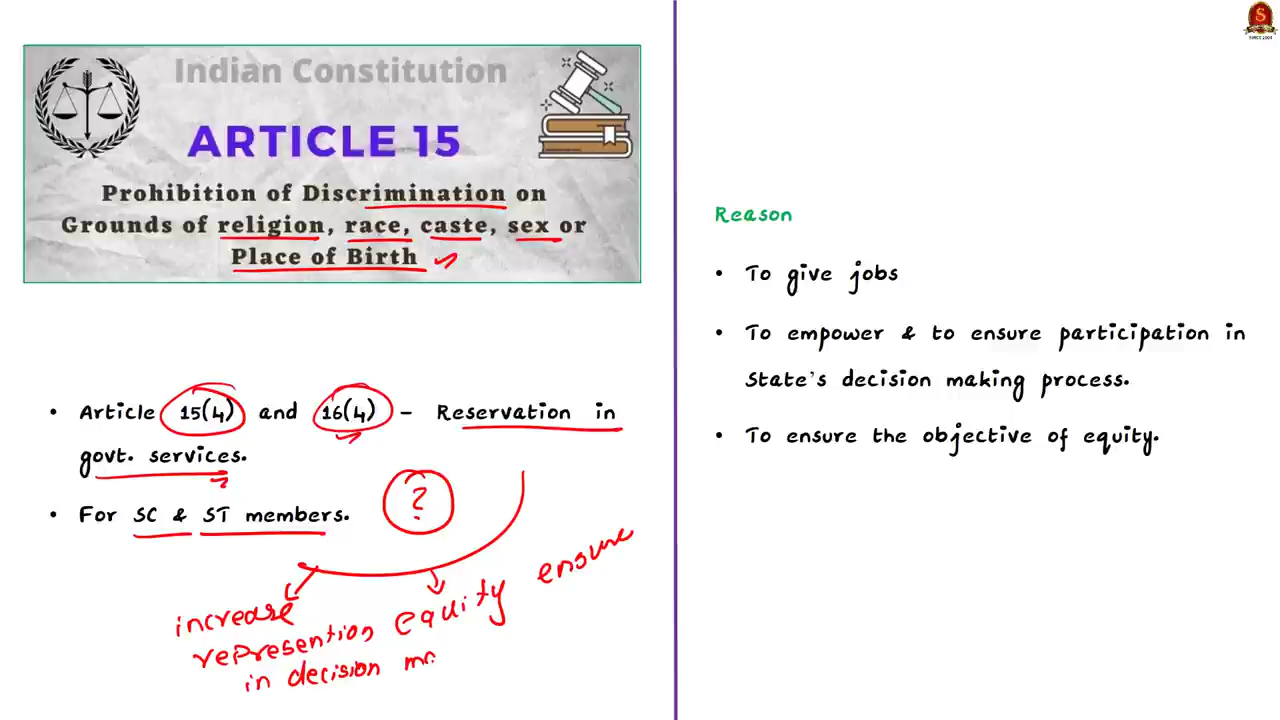 Indian Constitution
ARTICLE 15
Prohibition of Discrimination on
Grounds of religion, race, caste, sex or
Place of Birth
• Article 15(4) and 16(4) - Reservation in
govt. services.
• For SC & ST members.
?
increase
represention
in decision
equity ensure
Reason
• To give jobs
• To empower & to ensure participation in
State's decision making process.
• To ensure the objective of equity.
S
SINCE 2004